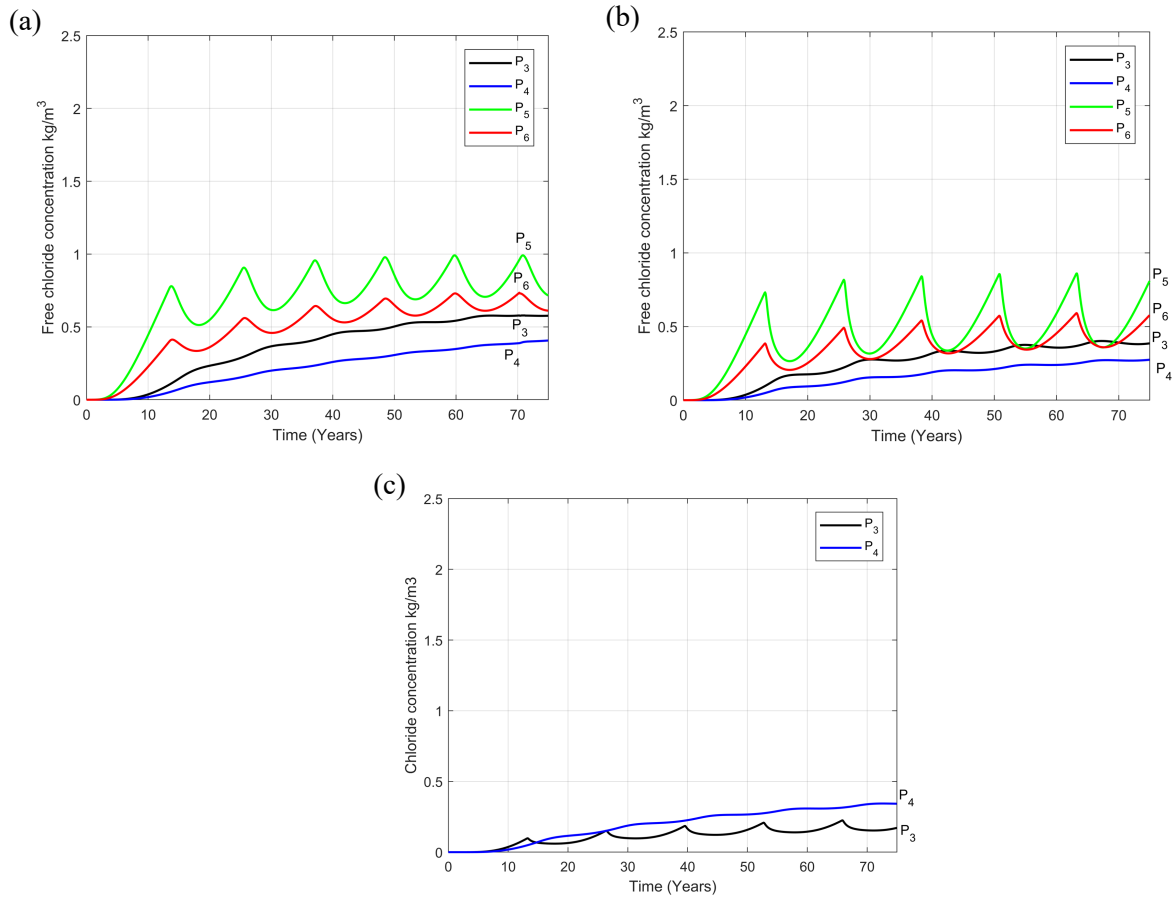 (a)
2.5
2
1.5
1
0.5
0
0 10 20 30 40 50 60 70
Free chloride concentration kg/m³
Time (Years)
P₃
P₄
P₅
P₆
P₅
P₆
P₃
P₄
(b)
2.5
2
1.5
1
0.5
0
0 10 20 30 40 50 60 70
Free chloride concentration kg/m³
Time (Years)
P₃
P₄
P₅
P₆
P₅
P₆
P₃
P₄
(c)
2.5
2
1.5
1
0.5
0
0 10 20 30 40 50 60 70
Chloride concentration kg/m3
Time (Years)
P₃
P₄
P₄
P₃